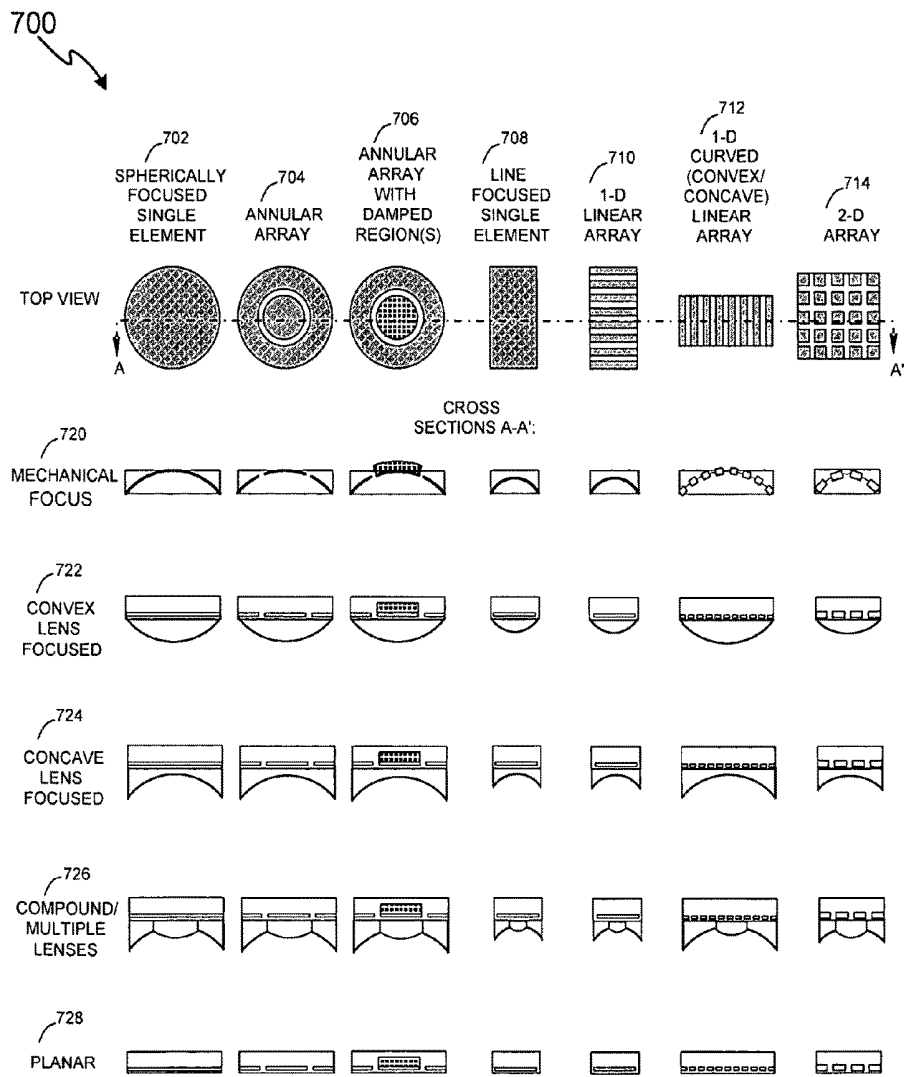 700
702
SPHERICALLY
FOCUSED
SINGLE
ELEMENT
704
ANNULAR
ARRAY
706
ANNULAR
ARRAY
WITH
DAMPED
REGION(S)
708
LINE
FOCUSED
SINGLE
ELEMENT
710
1-D
LINEAR
ARRAY
712
1-D
CURVED
(CONVEX/
CONCAVE)
LINEAR
ARRAY
714
2-D
ARRAY
TOP VIEW
A
A'
CROSS
SECTIONS A-A':
720
MECHANICAL
FOCUS
722
CONVEX
LENS
FOCUSED
724
CONCAVE
LENS
FOCUSED
726
COMPOUND/
MULTIPLE
LENSES
728
PLANAR